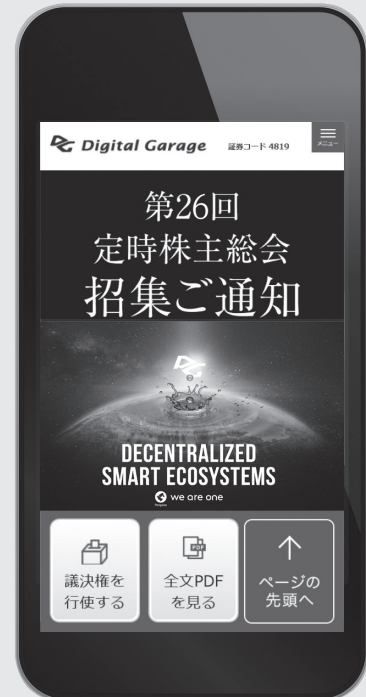 Digital Garage 証券コード 4819
メニュー
第26回
定時株主総会
招集ご通知
DG
DECENTRALIZED
SMART ECOSYSTEMS
we are one
PDF
議決権を
行使する
全文PDF
を見る
ページの
先頭へ